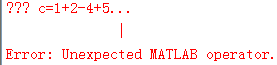 ??? c=1+2-4+5...
|
Error: Unexpected MATLAB operator.